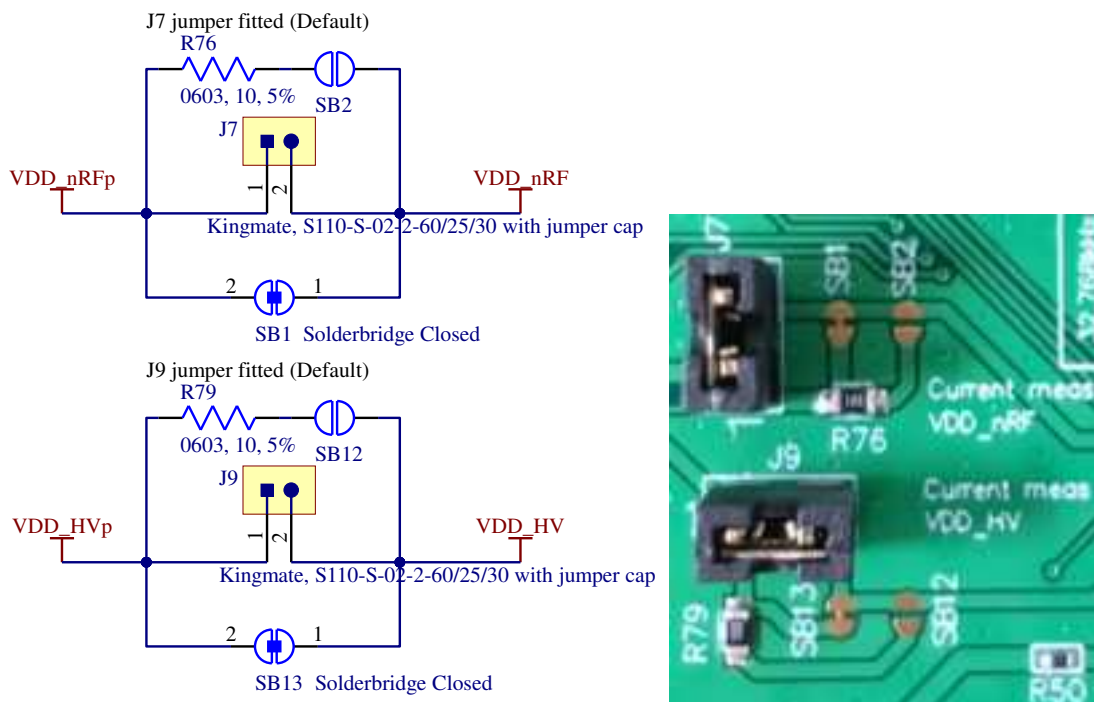 J7 jumper fitted (Default)
R76
0603, 10, 5%
SB2
J7
VDD_nRFp
VDD_nRF
1
2
Kingmate, S110-S-02-2-60/25/30 with jumper cap
2
1
SB1 Solderbridge Closed
J9 jumper fitted (Default)
R79
0603, 10, 5%
SB12
J9
VDD_HVp
VDD_HV
1
2
Kingmate, S110-S-02-2-60/25/30 with jumper cap
2
1
SB13 Solderbridge Closed
J7
SB1
SB2
32.768kHz
1
R76
Current meas
VDD_nRF
J9
Current meas
VDD_HV
R79
SB13
SB12
R50